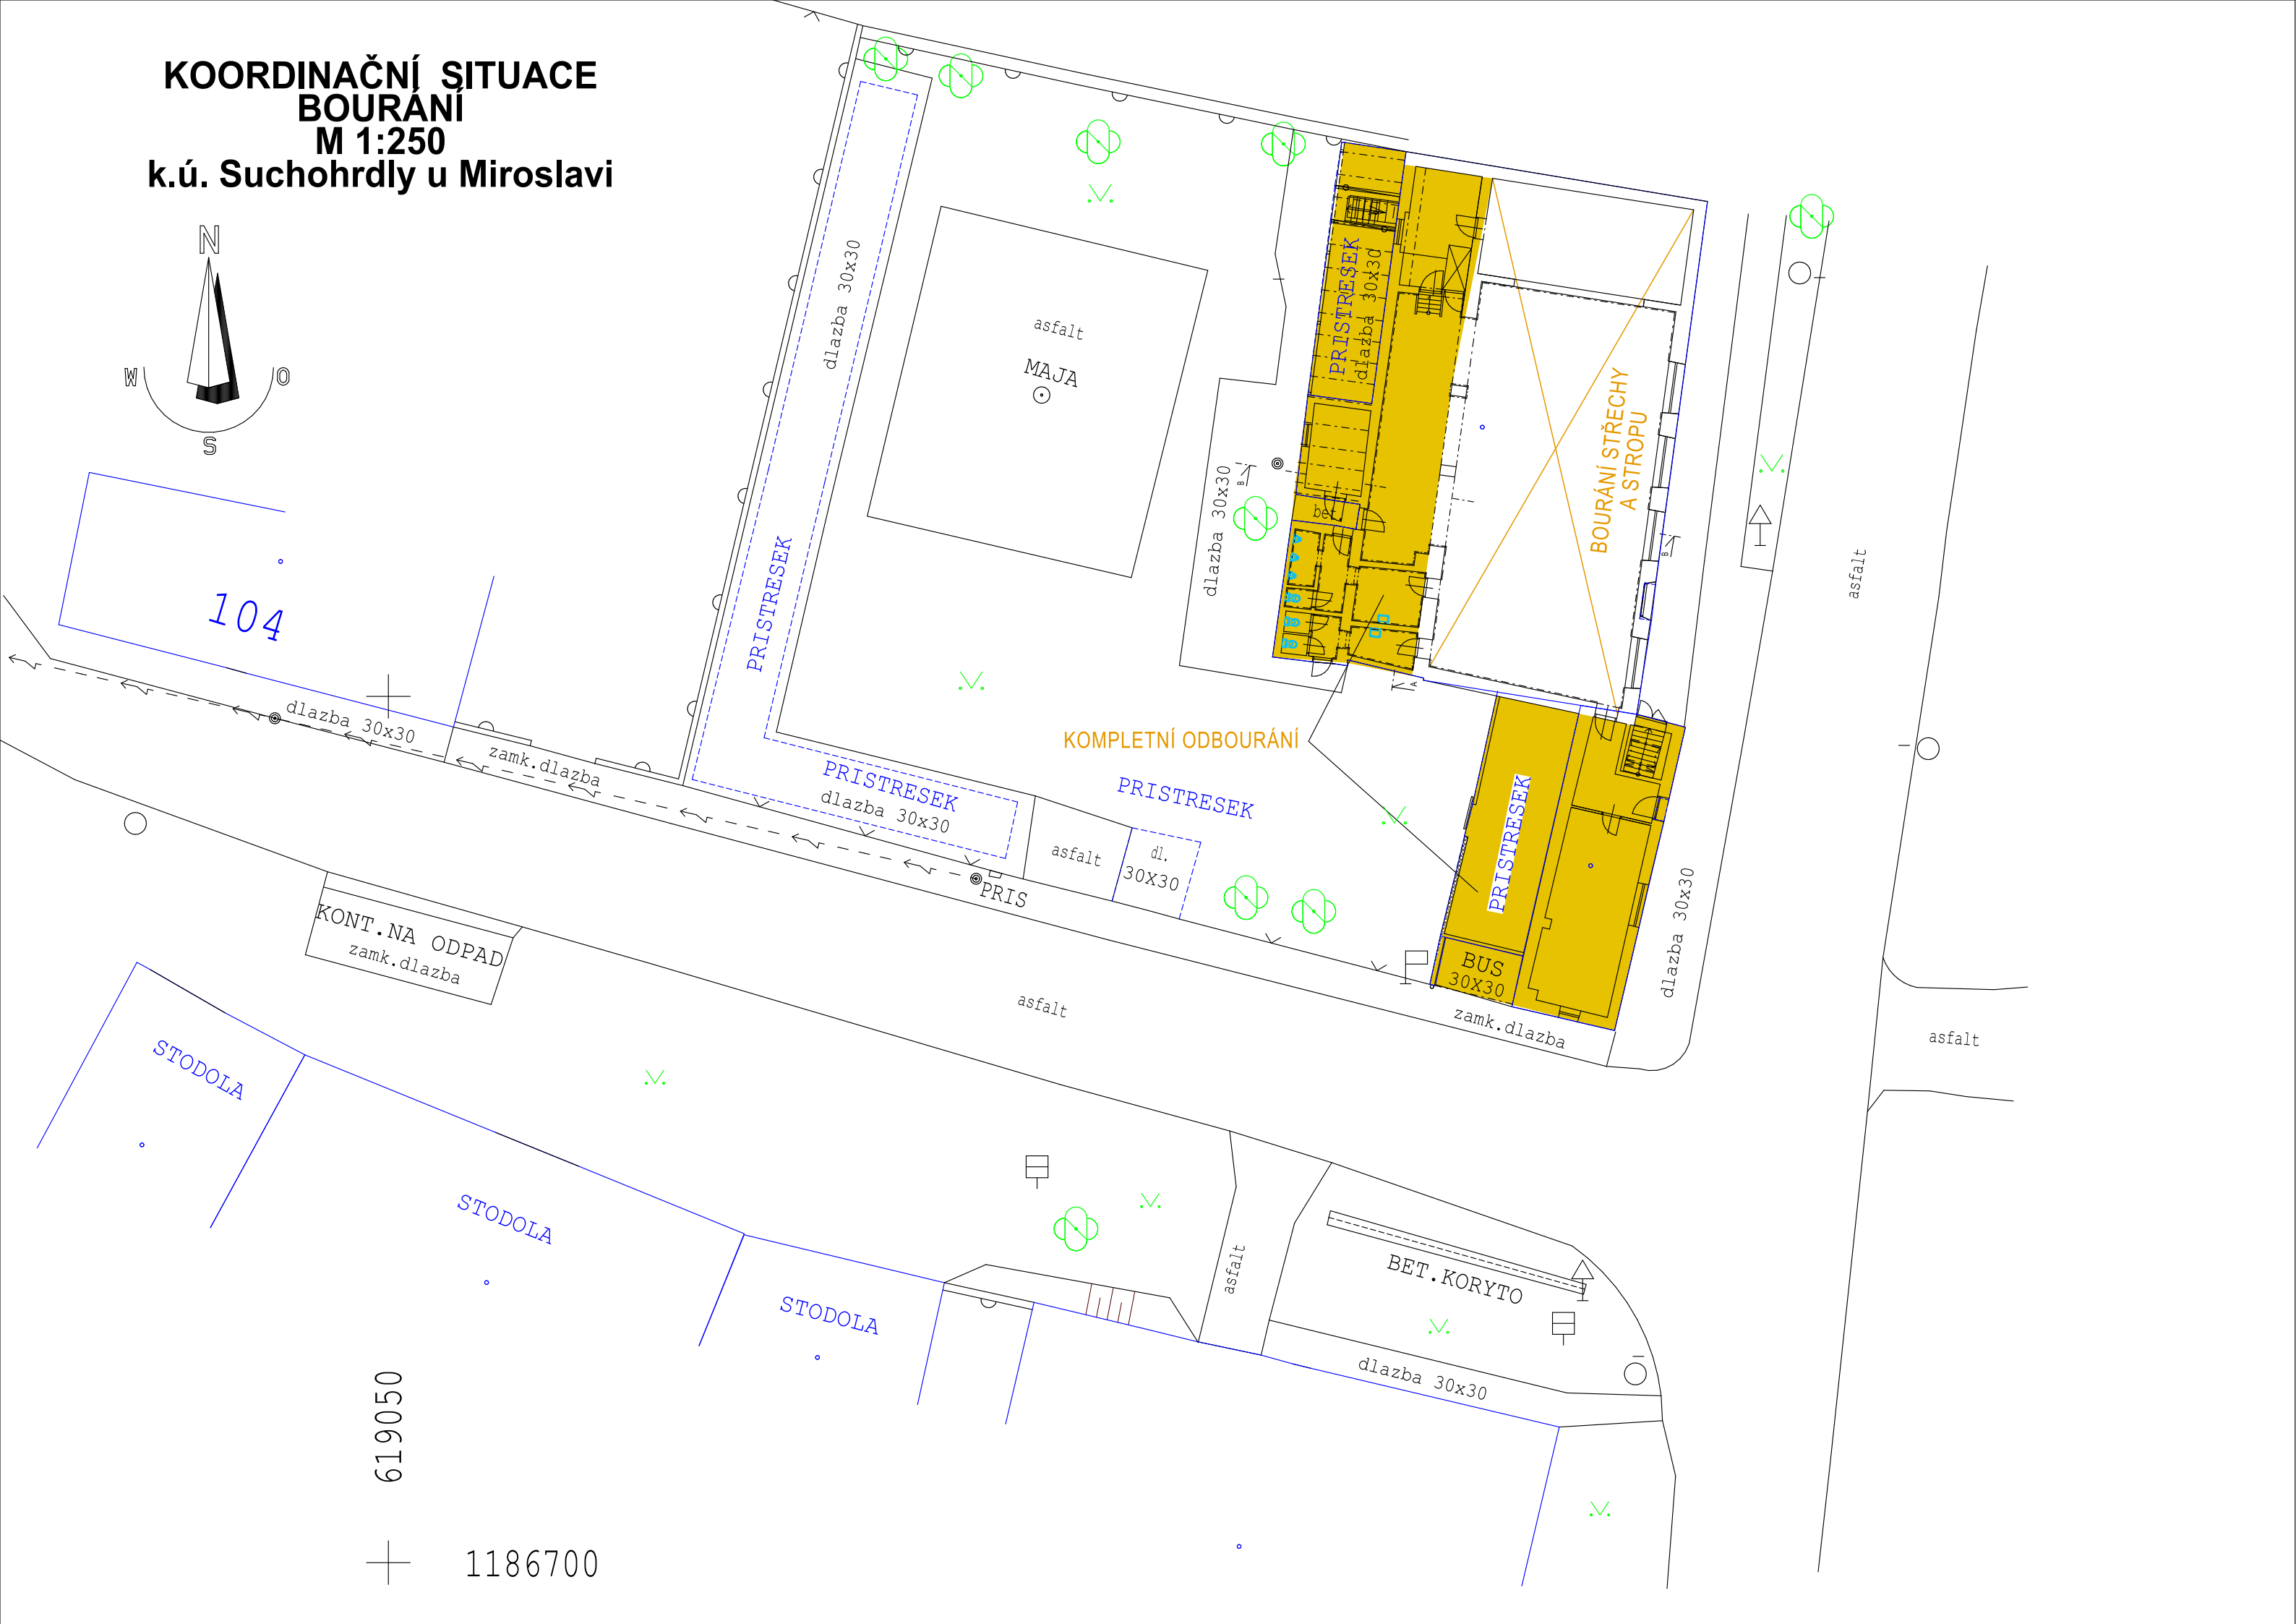 KOORDINAČNÍ SITUACE
BOURÁNÍ
M 1:250
k.ú. Suchohrdly u Miroslavi
N
W
O
S
104
dlazba 30x30
zamk.dlazba
dlazba 30x30
PRISTRESEK
asfalt
MAJA
dlazba 30x30
PRISTRESEK
dlazba 30x30
bet.
B
B
A
BOURÁNÍ STŘECHY
A STROPU
asfalt
KOMPLETNÍ ODBOURÁNÍ
PRISTRESEK
dlazba 30x30
PRISTRESEK
asfalt
dl.
30X30
PRIS
PRISTRESEK
BUS
30X30
zamk.dlazba
dlazba 30x30
asfalt
KONT.NA ODPAD
zamk.dlazba
asfalt
STODOLA
STODOLA
STODOLA
asfalt
BET.KORYTO
dlazba 30x30
619050
1186700